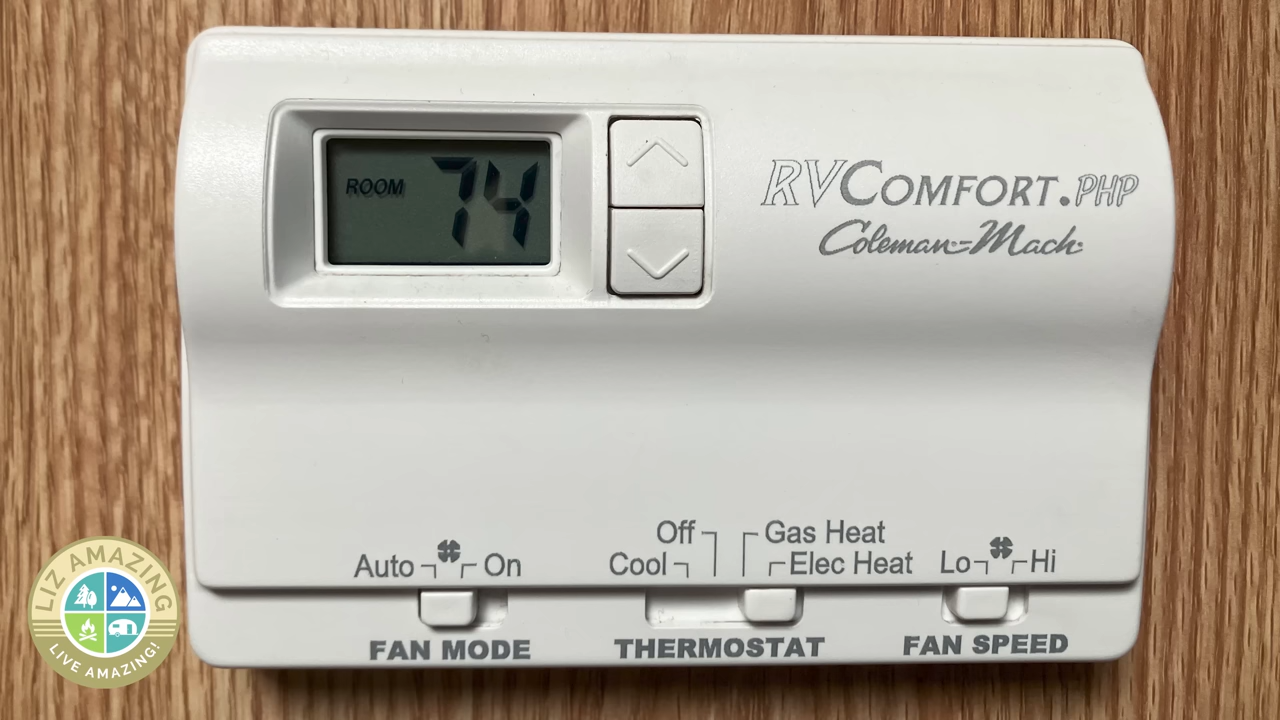 ROOM 74
RVCOMFORT.PHP
Coleman-Mach
Off Gas Heat
Auto On Cool Elec Heat Lo Hi
FAN MODE THERMOSTAT FAN SPEED
LIZ AMAZING
LIVE AMAZING!